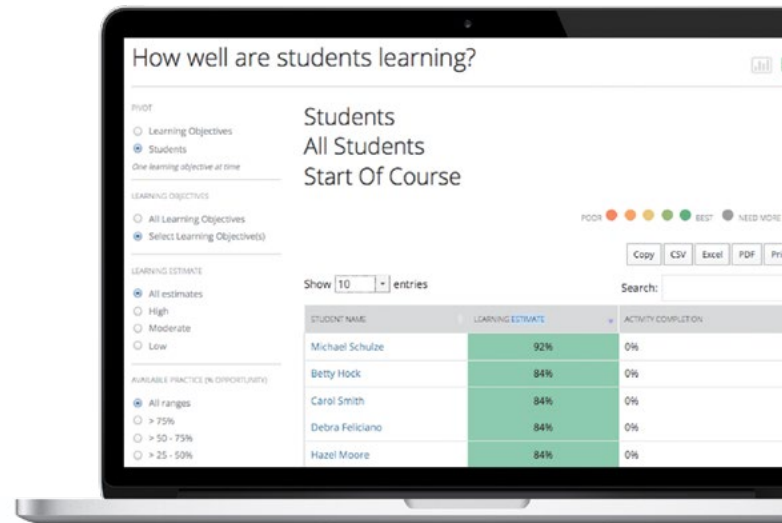 How well are students learning?
PIVOT
Learning Objectives
Students
One learning objective at time
LEARNING OBJECTIVES
All Learning Objectives
Select Learning Objective(s)
LEARNING ESTIMATE
All estimates
High
Moderate
Low
AVAILABLE PRACTICE (% OPPORTUNITY)
All ranges
> 75%
> 50 - 75%
> 25 - 50%
Students
All Students
Start Of Course
POOR BEST NEED MORE
Copy CSV Excel PDF Pri
Show 10 entries Search:
STUDENT NAME LEARNING ESTIMATE ACTIVITY COMPLETION
Michael Schulze 92% 0%
Betty Hock 84% 0%
Carol Smith 84% 0%
Debra Feliciano 84% 0%
Hazel Moore 84% 0%